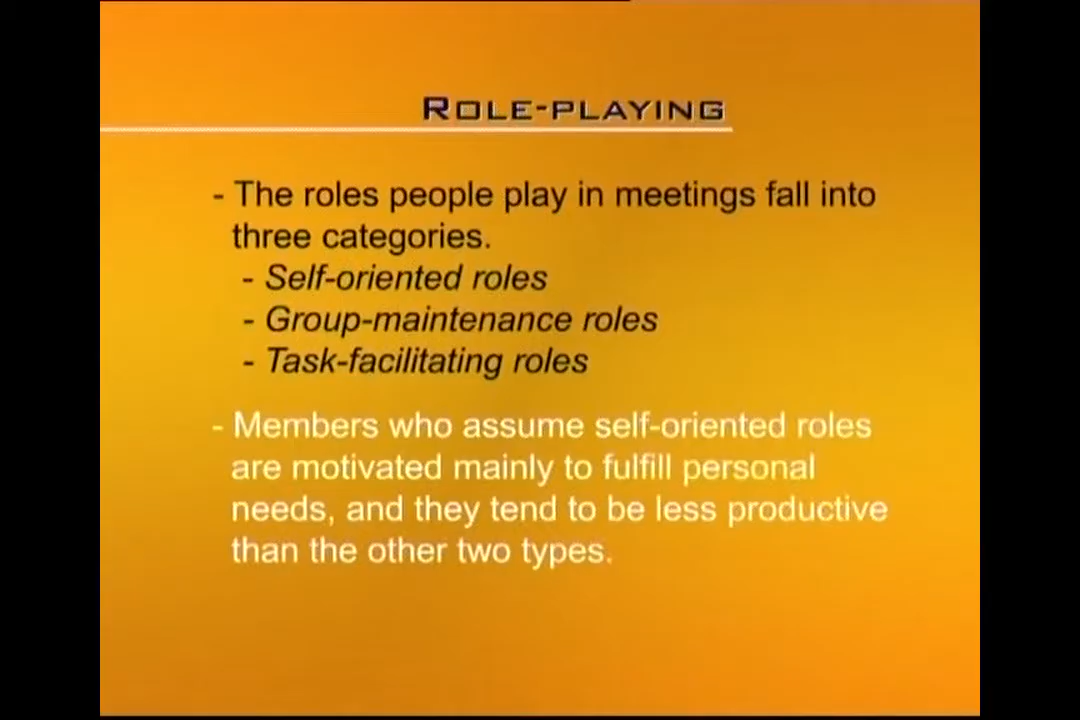 ROLE-PLAYING
- The roles people play in meetings fall into
three categories.
- Self-oriented roles
- Group-maintenance roles
- Task-facilitating roles
- Members who assume self-oriented roles
are motivated mainly to fulfill personal
needs, and they tend to be less productive
than the other two types.